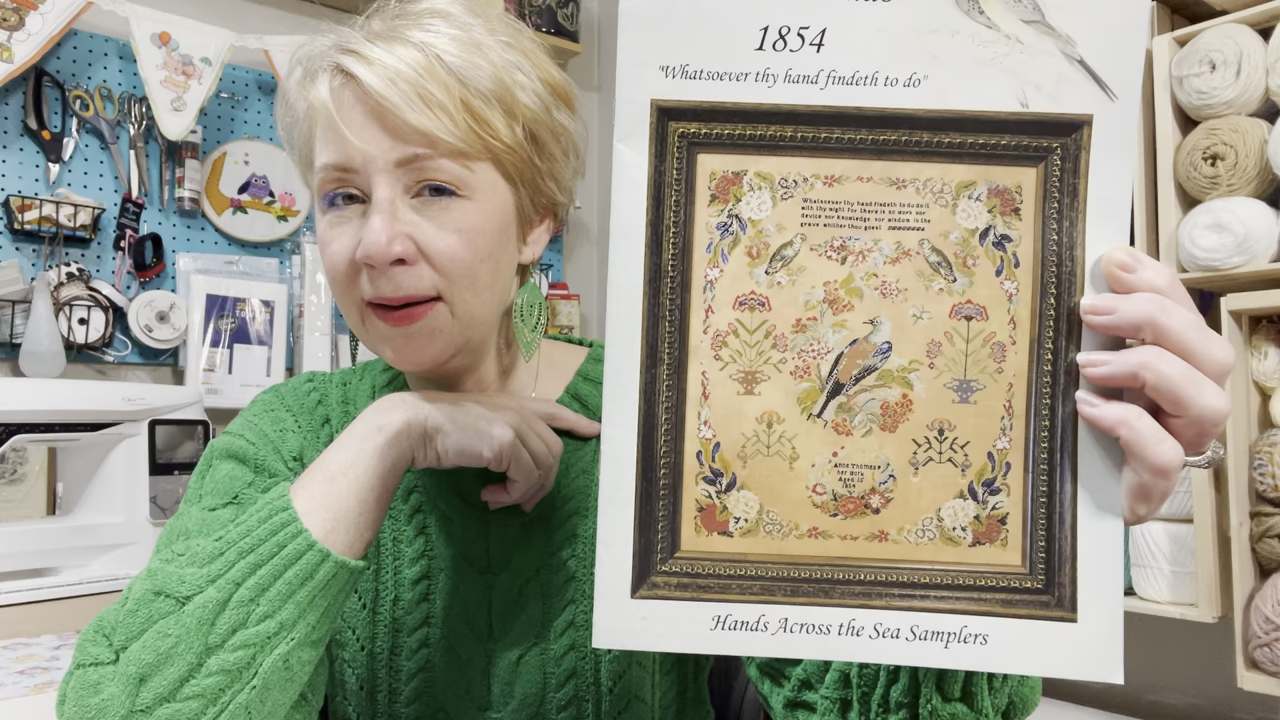 1854
"Whatsoever thy hand findeth to do"
Whatsoever thy hand findeth to do do it
with thy might for there is no work nor
device nor knowledge nor wisdom in the
grave whither thou goest
Anne Thomas
her work
Aged 15
1854
Hands Across the Sea Samplers